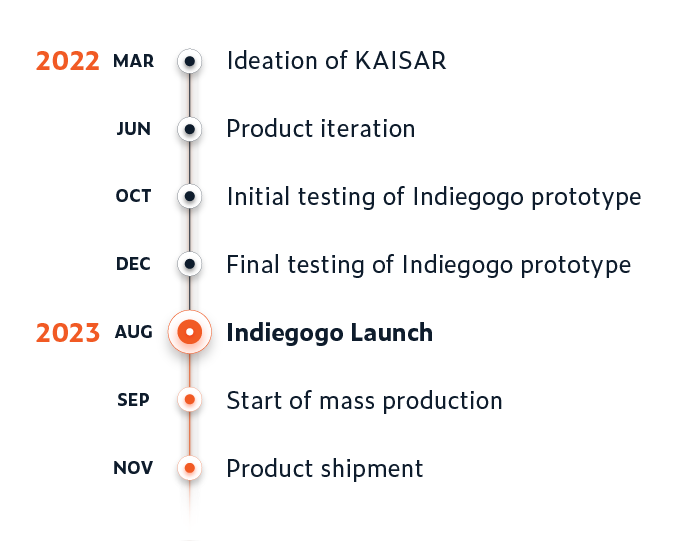 2022 MAR Ideation of KAISAR
JUN Product iteration
OCT Initial testing of Indiegogo prototype
DEC Final testing of Indiegogo prototype
2023 AUG Indiegogo Launch
SEP Start of mass production
NOV Product shipment